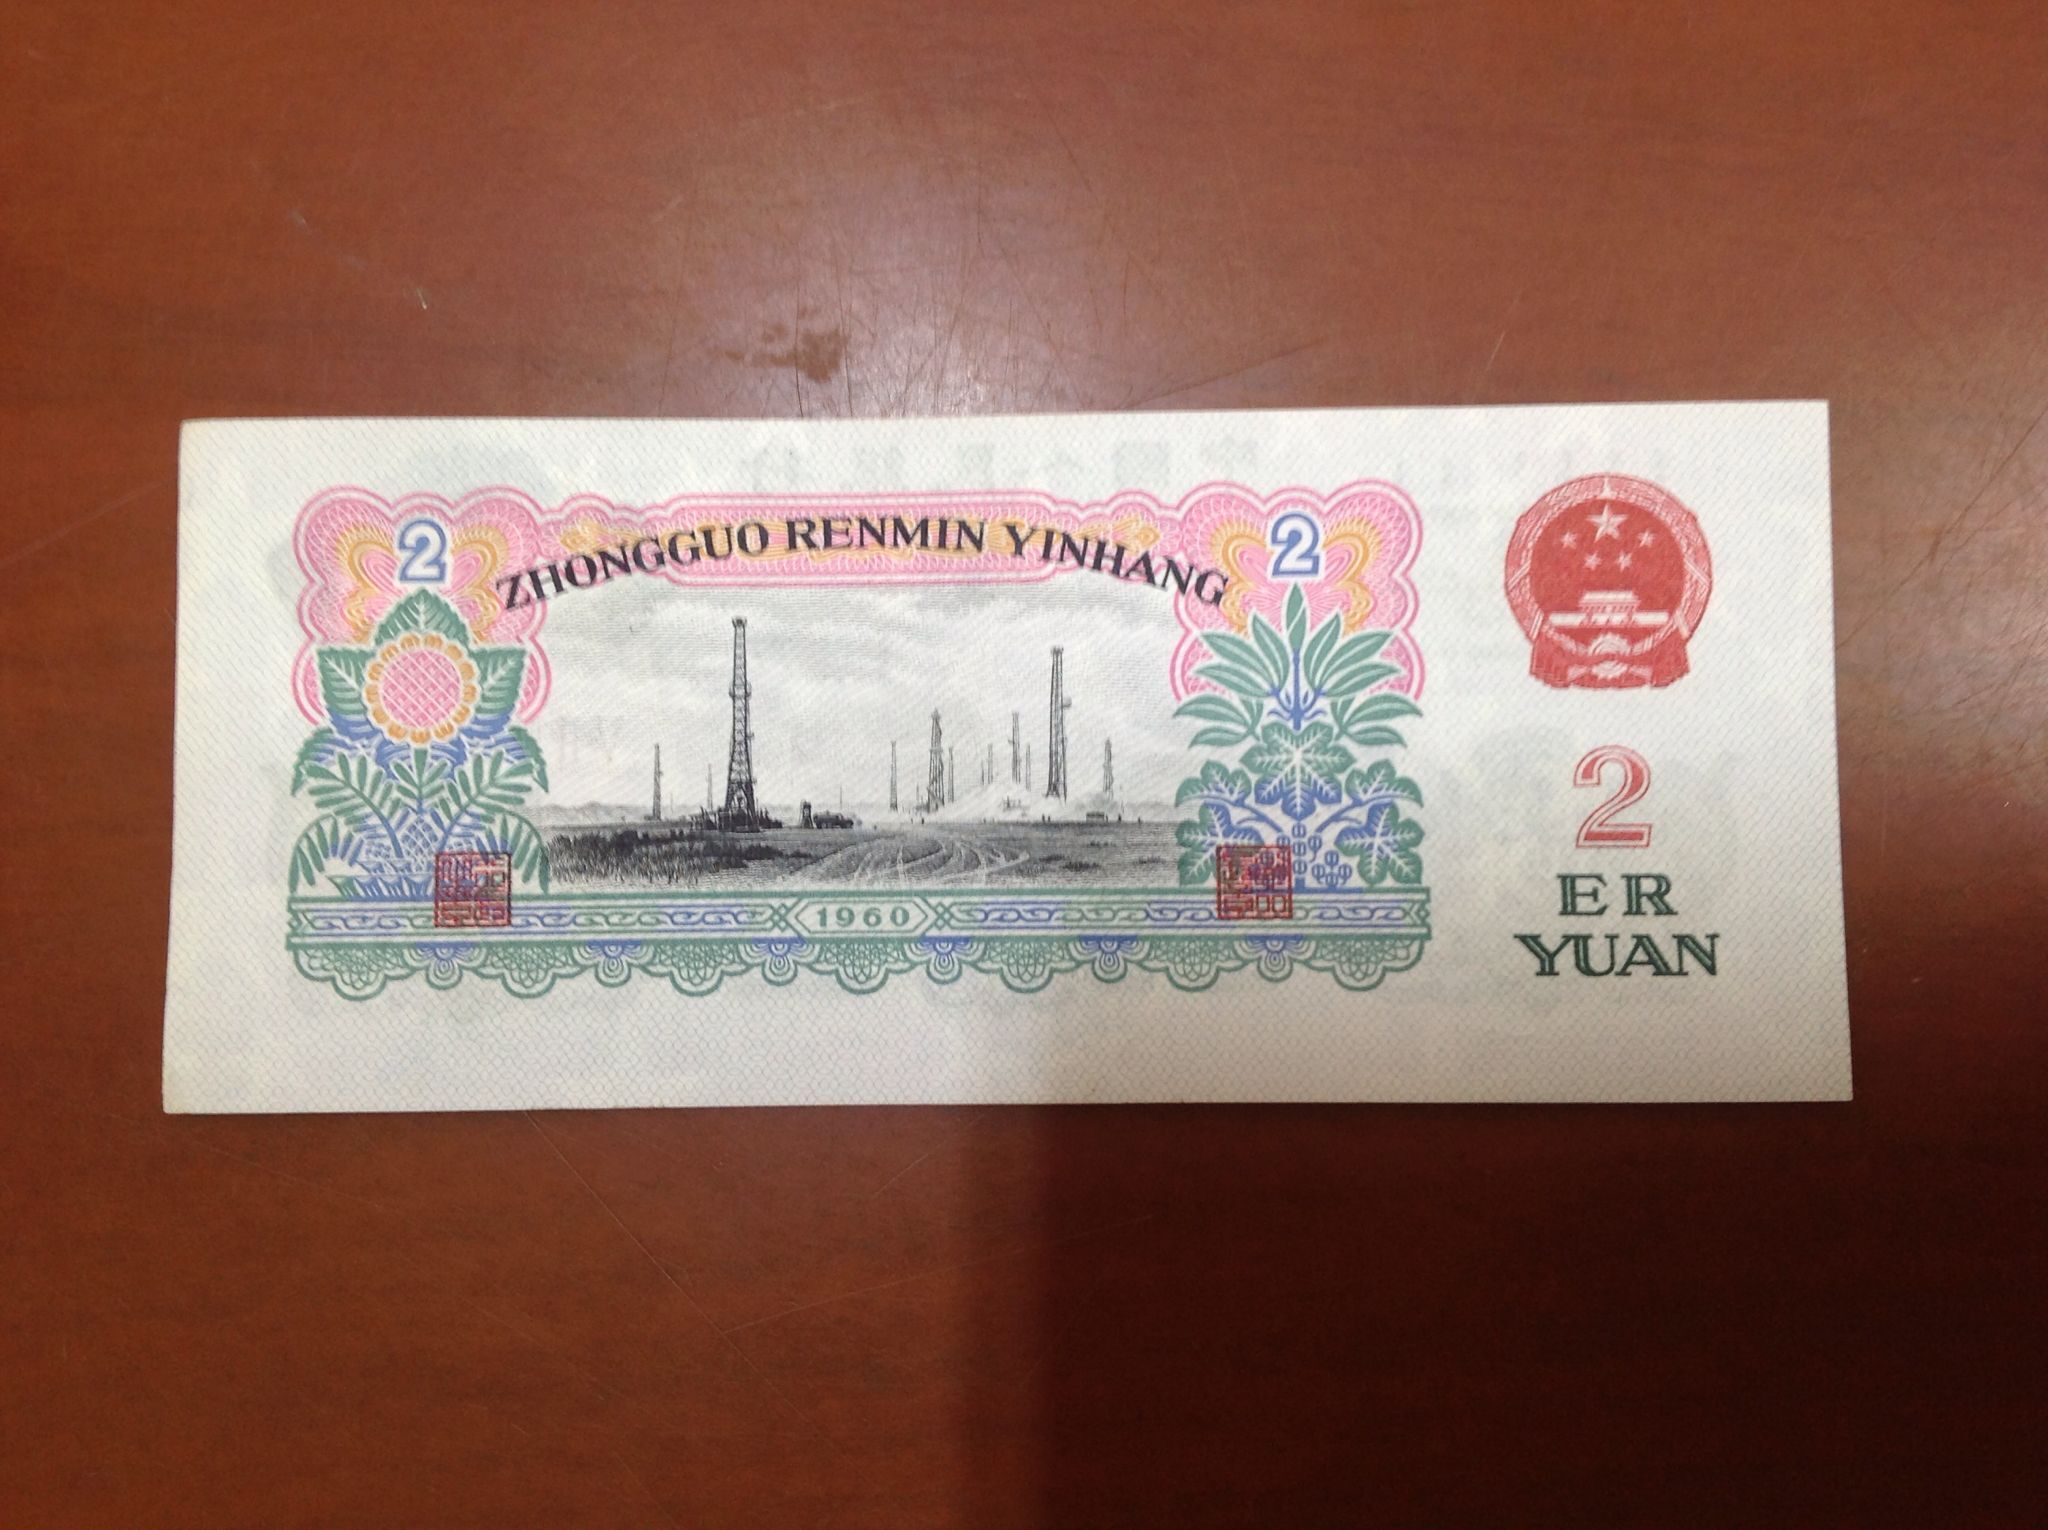 2
ZHONGGUO RENMIN YINHANG
2
1960
2
ER
YUAN